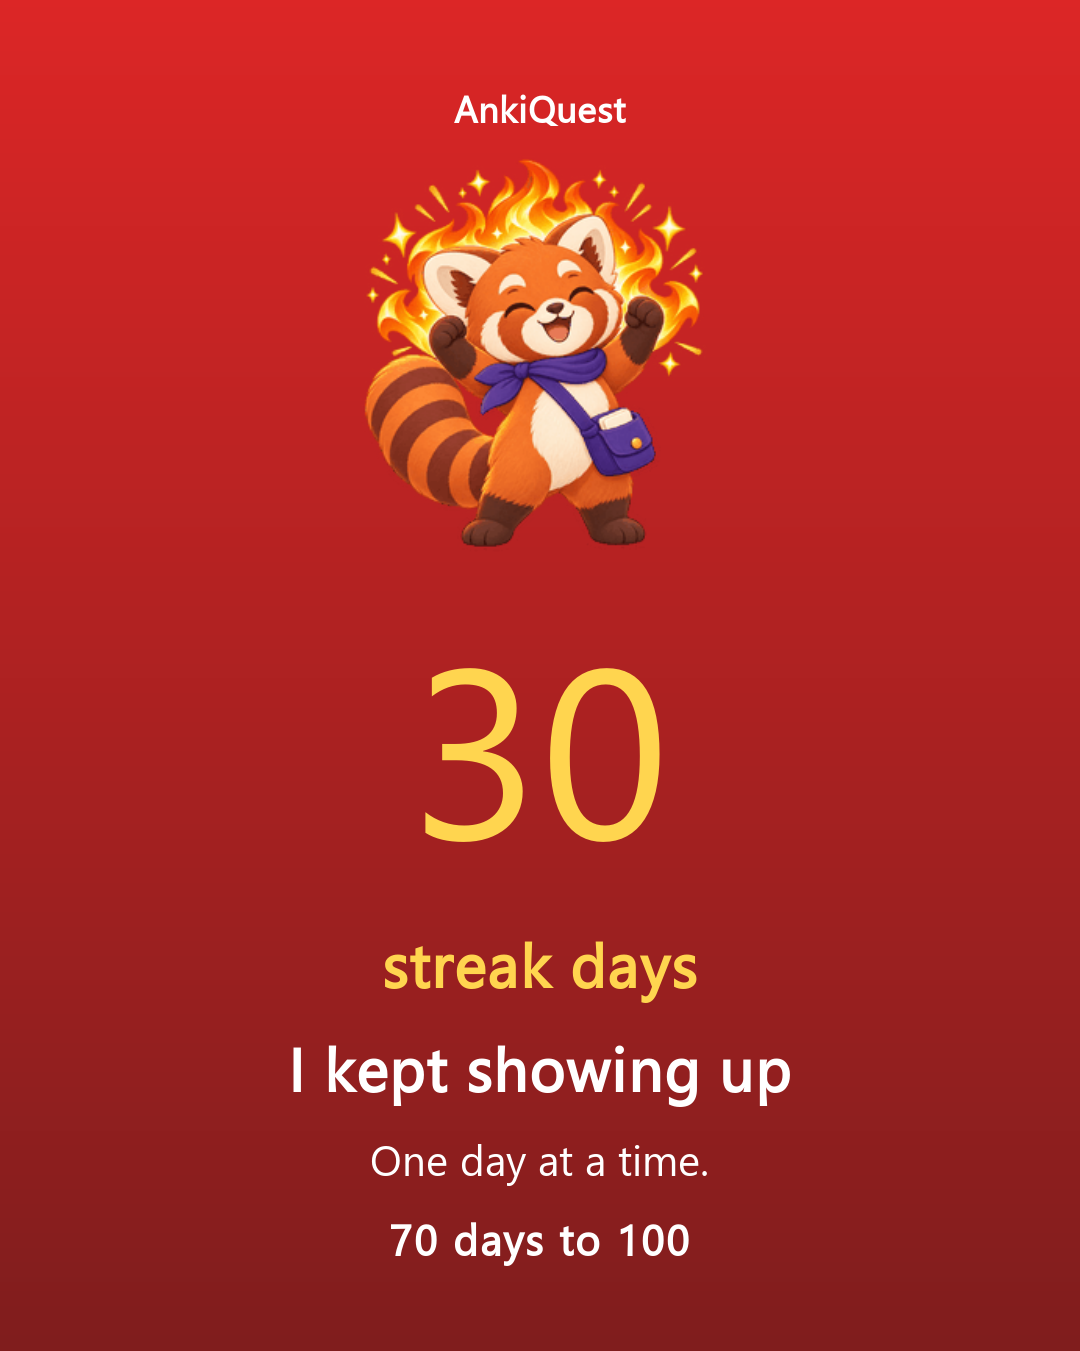 AnkiQuest
30
streak days
I kept showing up
One day at a time.
70 days to 100